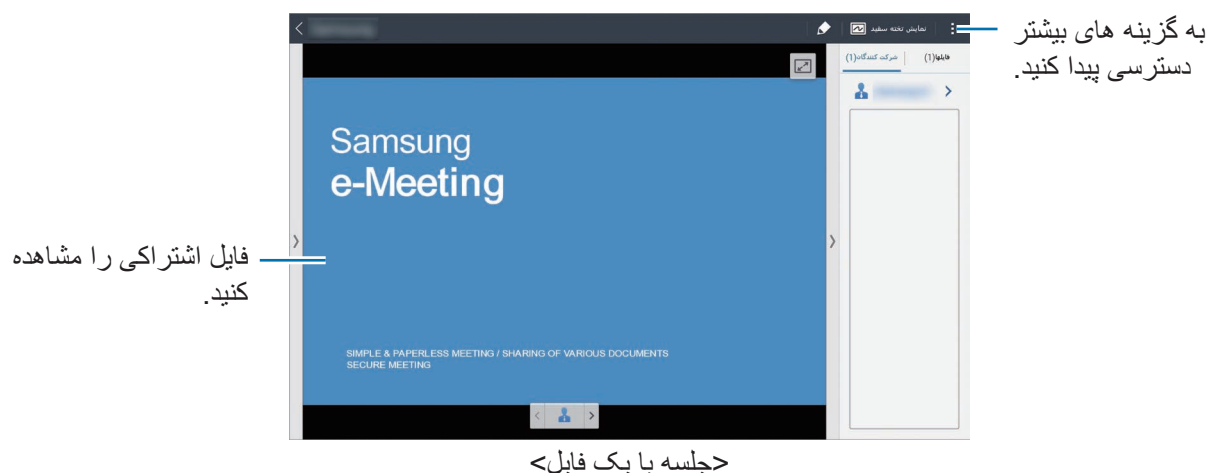 نمایش تخته سفید
به گزینه های بیشتر
دسترسی پیدا کنید.
فایلها(1)
شرکت کنندگان(1)
Samsung
e-Meeting
فایل اشتراکی را مشاهده
کنید.
SIMPLE & PAPERLESS MEETING / SHARING OF VARIOUS DOCUMENTS
SECURE MEETING
<جلسه با یک فایل>